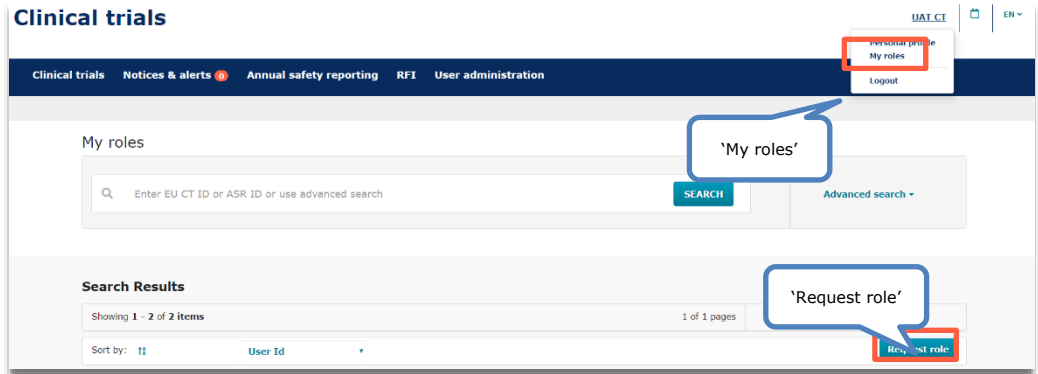 Clinical trials
UAT CT
EN
Personal profile
My roles
Logout
Clinical trials Notices & alerts 0 Annual safety reporting RFI User administration
'My roles'
My roles
Enter EU CT ID or ASR ID or use advanced search
SEARCH
Advanced search
Search Results
'Request role'
Showing 1 - 2 of 2 items
1 of 1 pages
Sort by:
User Id
Request role